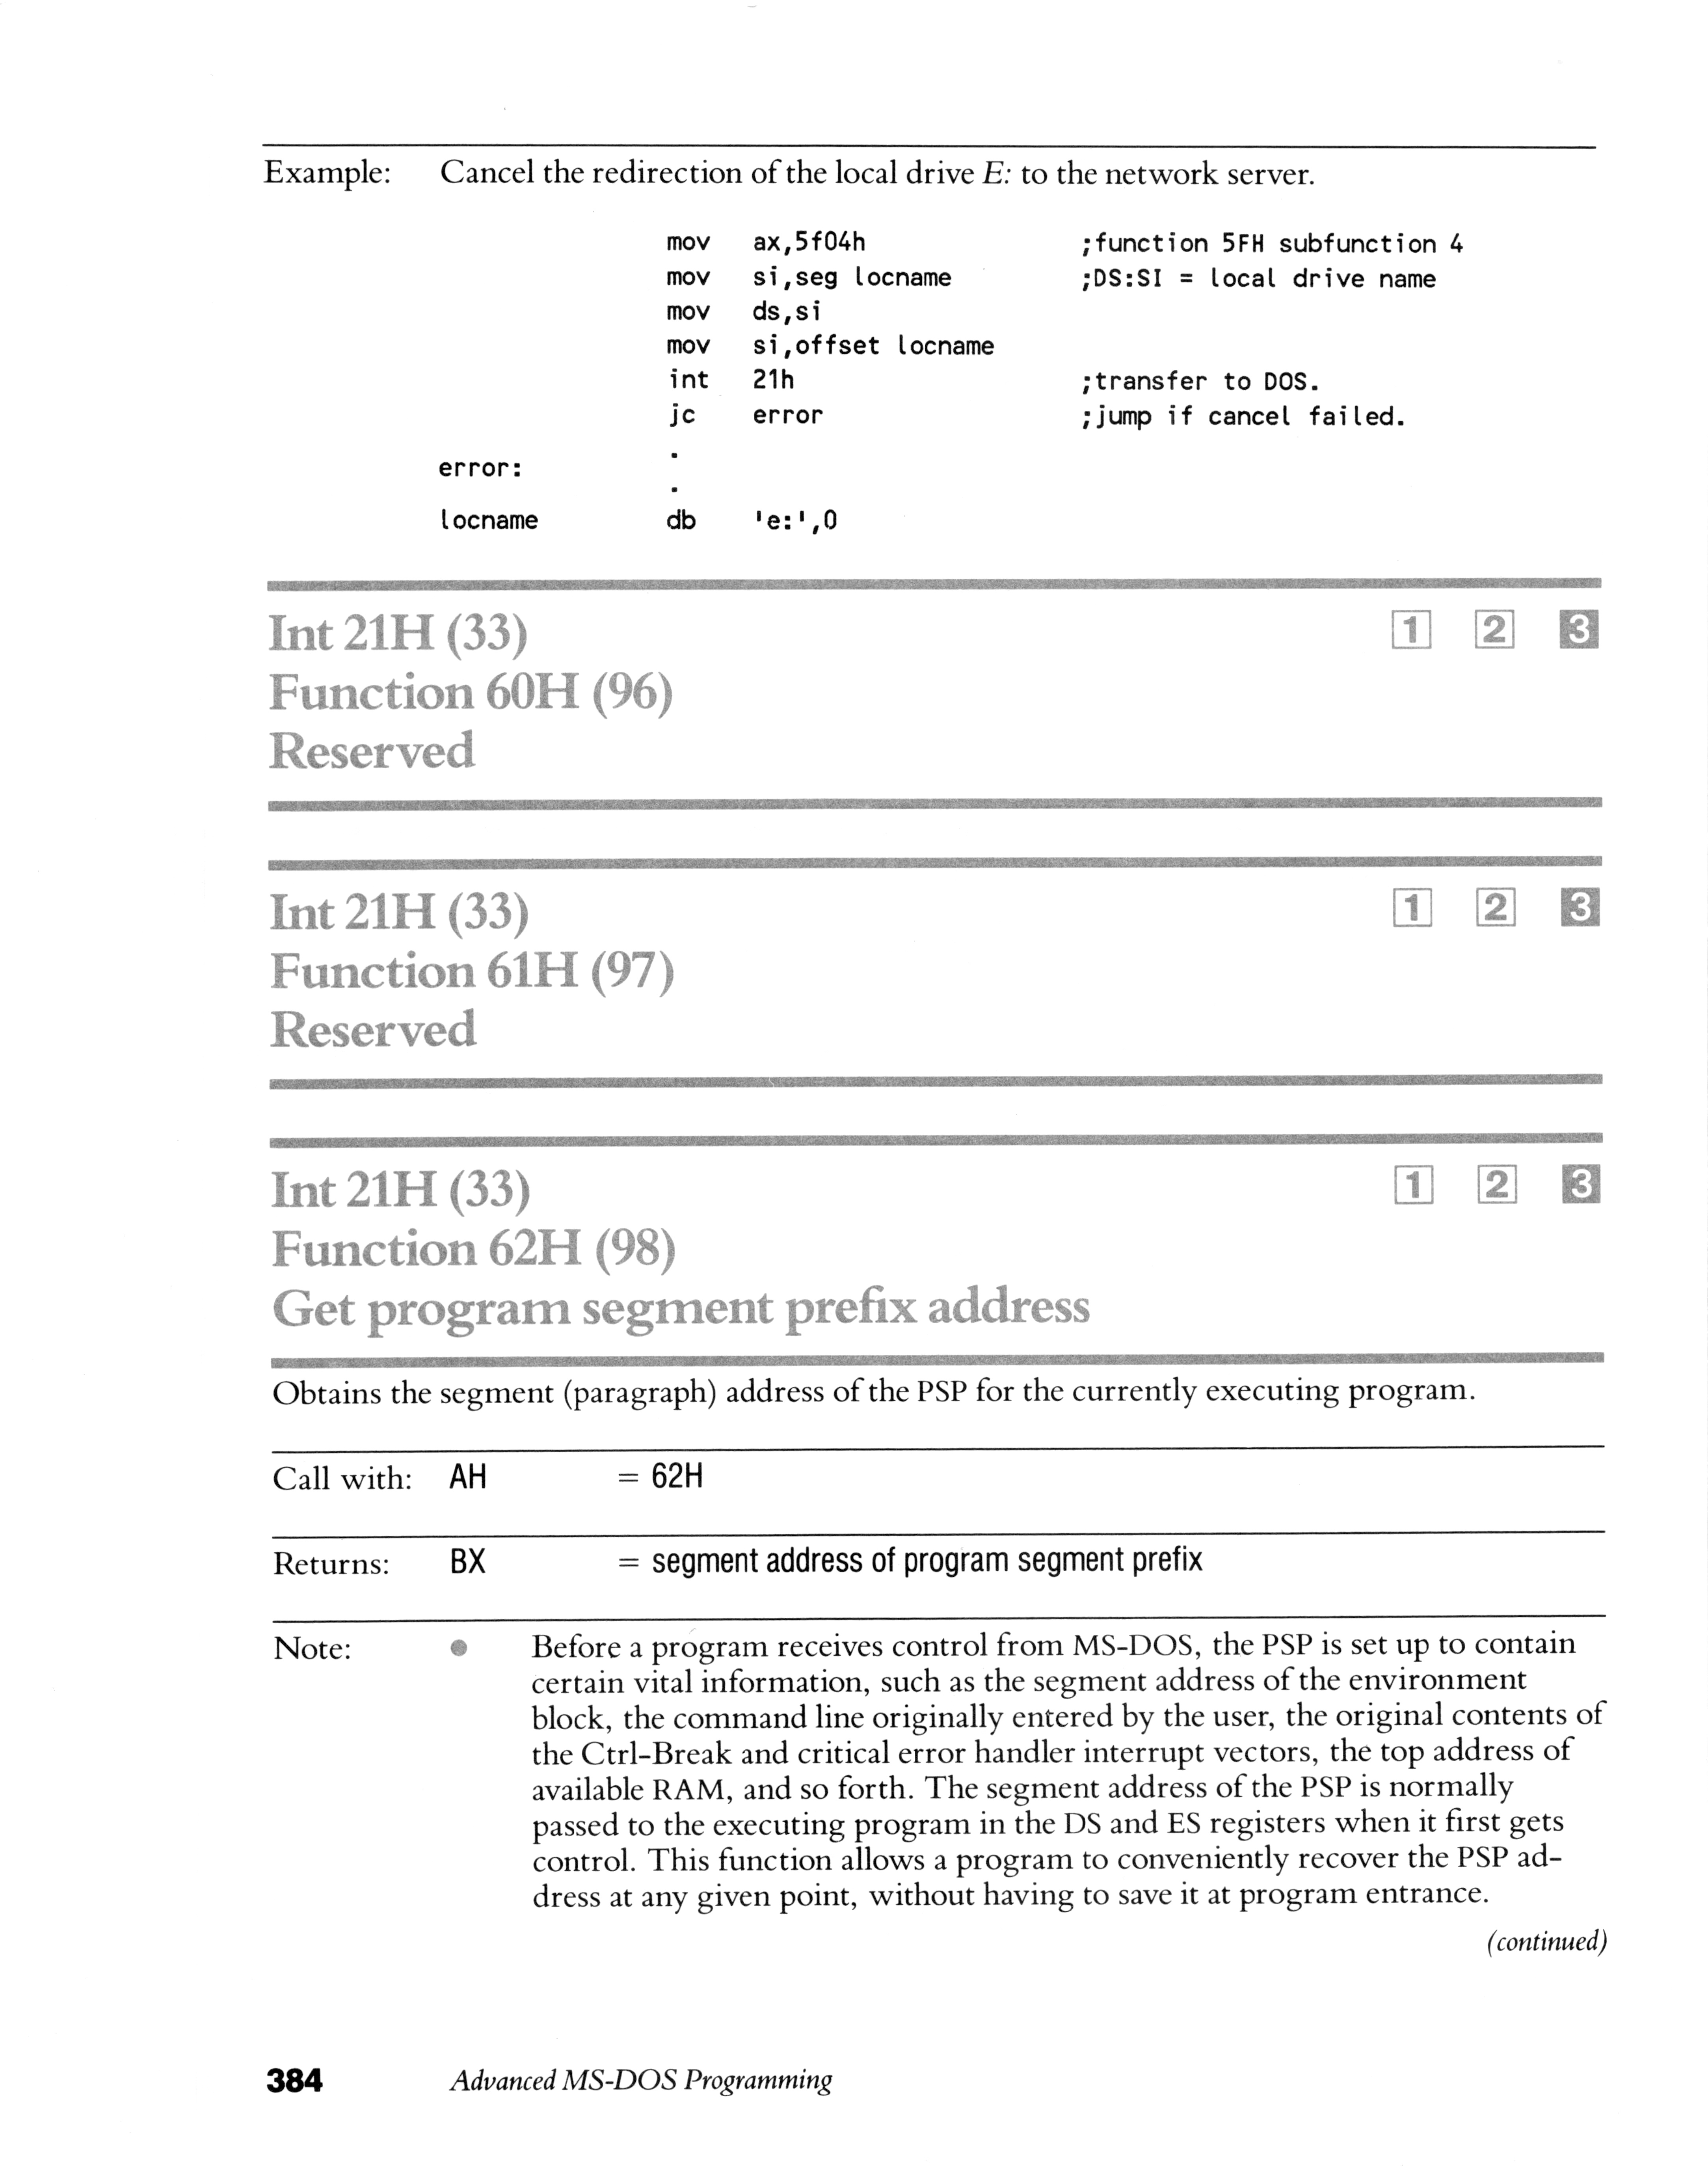 Example: Cancel the redirection of the local drive E: to the network server.
mov ax,5f04h ;function 5FH subfunction 4
mov si,seg locname ;DS:SI = local drive name
mov ds,si
mov si,offset locname
int 21h ;transfer to DOS.
jc error ;jump if cancel failed.
.
error:
.
locname db 'e:',0
Int 21H (33) 1 2 3
Function 60H (96)
Reserved
Int 21H (33) 1 2 3
Function 61H (97)
Reserved
Int 21H (33) 1 2 3
Function 62H (98)
Get program segment prefix address
Obtains the segment (paragraph) address of the PSP for the currently executing program.
Call with: AH = 62H
Returns: BX = segment address of program segment prefix
Note: ● Before a program receives control from MS-DOS, the PSP is set up to contain
certain vital information, such as the segment address of the environment
block, the command line originally entered by the user, the original contents of
the Ctrl-Break and critical error handler interrupt vectors, the top address of
available RAM, and so forth. The segment address of the PSP is normally
passed to the executing program in the DS and ES registers when it first gets
control. This function allows a program to conveniently recover the PSP ad-
dress at any given point, without having to save it at program entrance.
(continued)
384 Advanced MS-DOS Programming